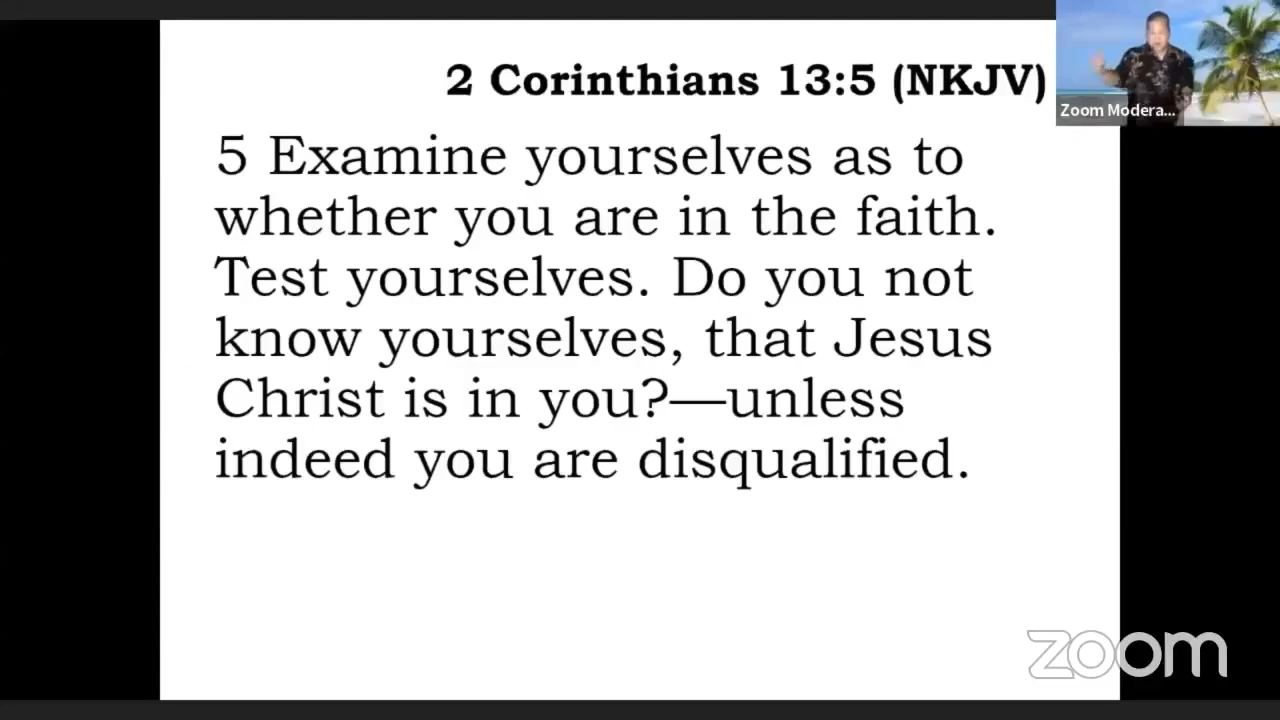 2 Corinthians 13:5 (NKJV)
Zoom Modera...
5 Examine yourselves as to
whether you are in the faith.
Test yourselves. Do you not
know yourselves, that Jesus
Christ is in you?—unless
indeed you are disqualified.
zoom